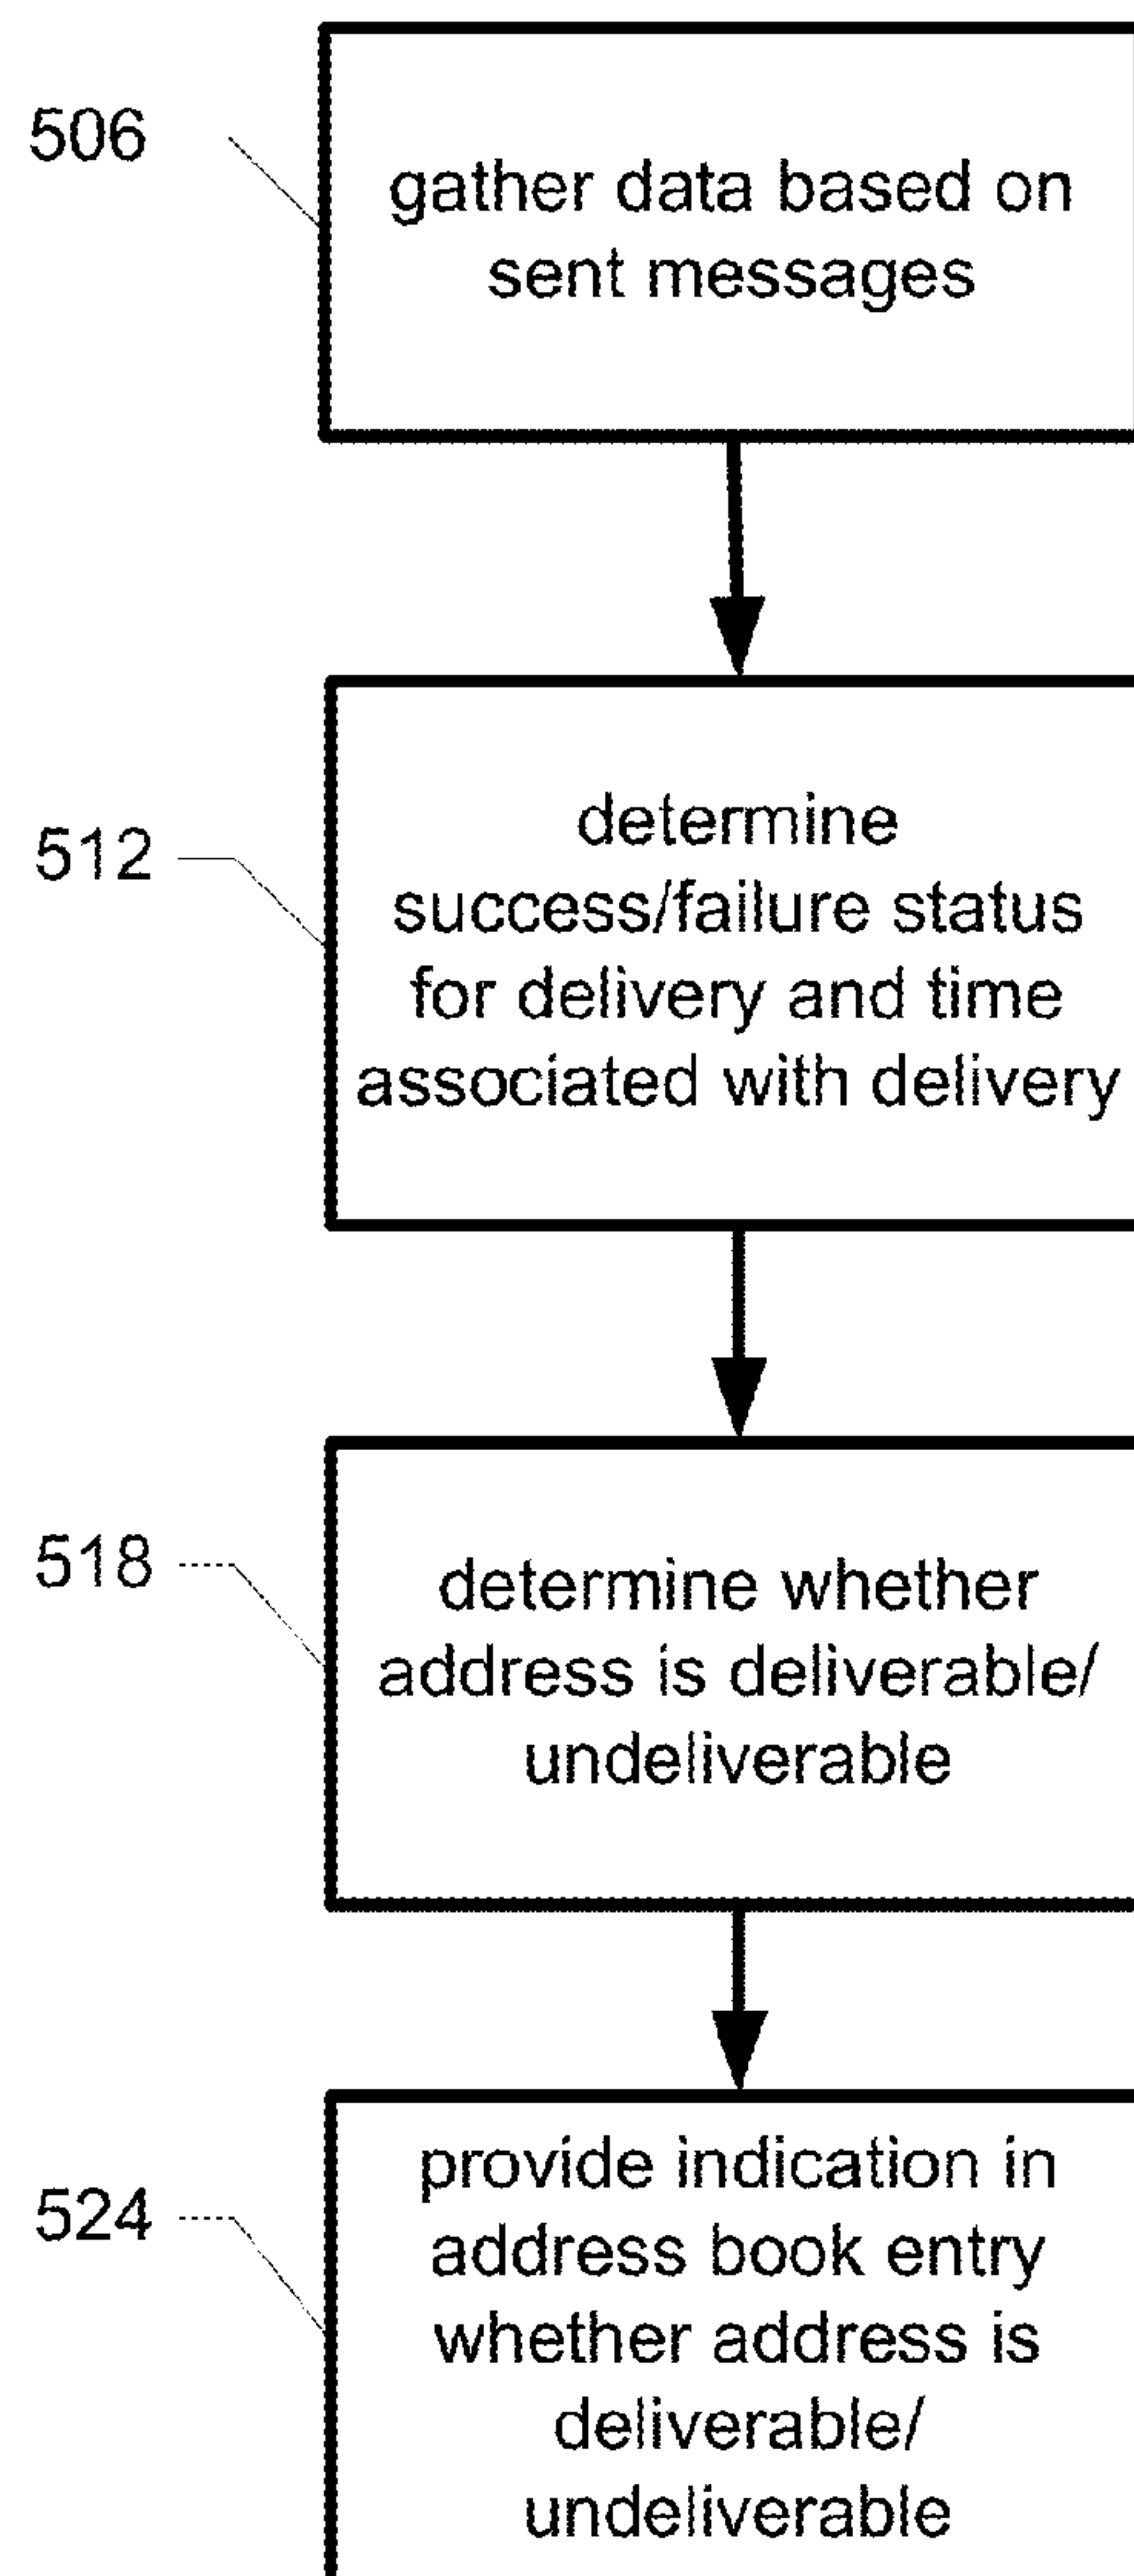 506
gather data based on
sent messages
512
determine
success/failure status
for delivery and time
associated with delivery
518
determine whether
address is deliverable/
undeliverable
524
provide indication in
address book entry
whether address is
deliverable/
undeliverable